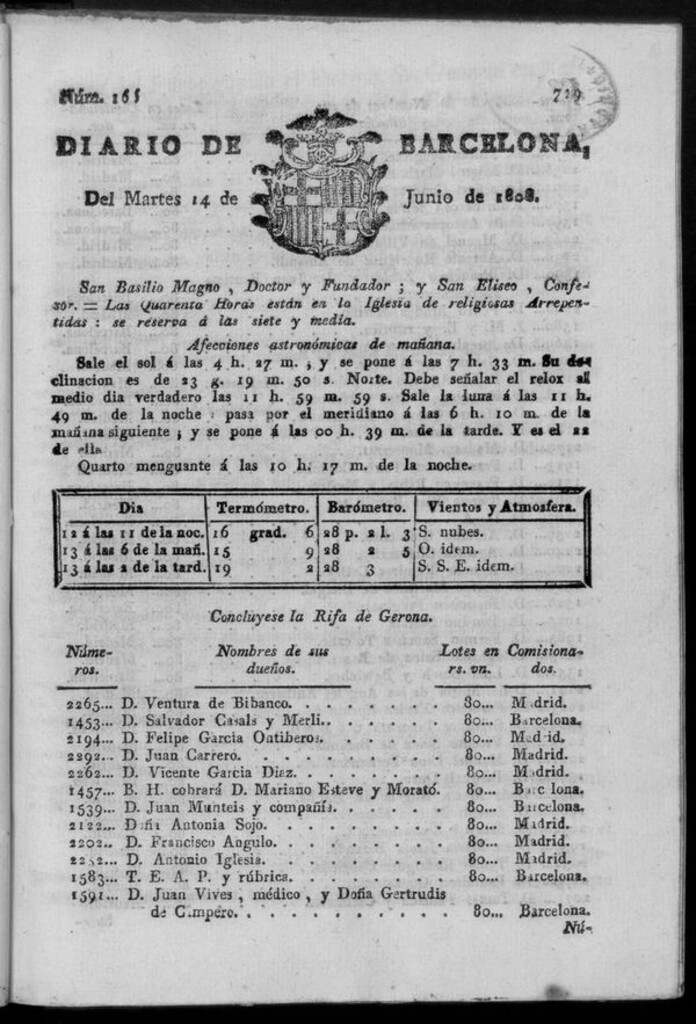 Núm. 165 729
DIARIO DE BARCELONA,
Del Martes 14 de Junio de 1808.
San Basilio Magno , Doctor y Fundador ; y San Eliseo , Confe-
sor. = Las Quarenta Horas están en la Iglesia de religiosas Arrepen-
tidas : se reserva á las siete y media.
Afecciones astronómicas de mañana.
Sale el sol á las 4 h. 27 m. , y se pone á las 7 h. 33 m. Su de-
clinacion es de 23 g. 19 m. 50 s. Norte. Debe señalar el relox al
medio dia verdadero las 11 h. 59 m. 59 s. Sale la luna á las 11 h.
49 m. de la noche : pasa por el meridiano á las 6 h. 10 m. de la
mañana siguiente ; y se pone á las 00 h. 39 m. de la tarde. Y es el 22
de ella
Quarto menguante á las 10 h. 17 m. de la noche.
Dia Termómetro. Barómetro. Vientos y Atmosfera.
12 á las 11 de la noc. 16 grad. 6 28 p. 2 l. 3 S. nubes.
13 á las 6 de la mañ. 15 9 28 2 5 O. idem.
13 á las 2 de la tard. 19 2 28 3 S. S. E. idem.
Concluyese la Rifa de Gerona.
Núme- Nombres de sus Lotes en Comisiona-
ros. dueños. rs. vn. dos.
2265... D. Ventura de Bibanco. . . . . . . . 80... Madrid.
1453... D. Salvador Casals y Merli.. . . . . . 80... Barcelona.
2194... D. Felipe Garcia Ontiberos. . . . . . 80... Madrid.
2292... D. Juan Carrero. . . . . . . . . . 80... Madrid.
2262... D. Vicente Garcia Diaz. . . . . . . . 80... Madrid.
1457... B. H. cobrará D. Mariano Esteve y Morató. 80... Barcelona.
1539... D. Juan Munteis y compañía. . . . . . 80... Barcelona.
2122... Doña Antonia Sojo. . . . . . . . . 80... Madrid.
2202.. D. Francisco Angulo. . . . . . . . . 80... Madrid.
2252... D. Antonio Iglesia. . . . . . . . . 80... Madrid.
1583... T. E. A. P. y rúbrica. . . . . . . . 80... Barcelona.
1591... D. Juan Vives , médico , y Doña Gertrudis
de Campero. . . . . . . . . . . 80... Barcelona.
Nú-